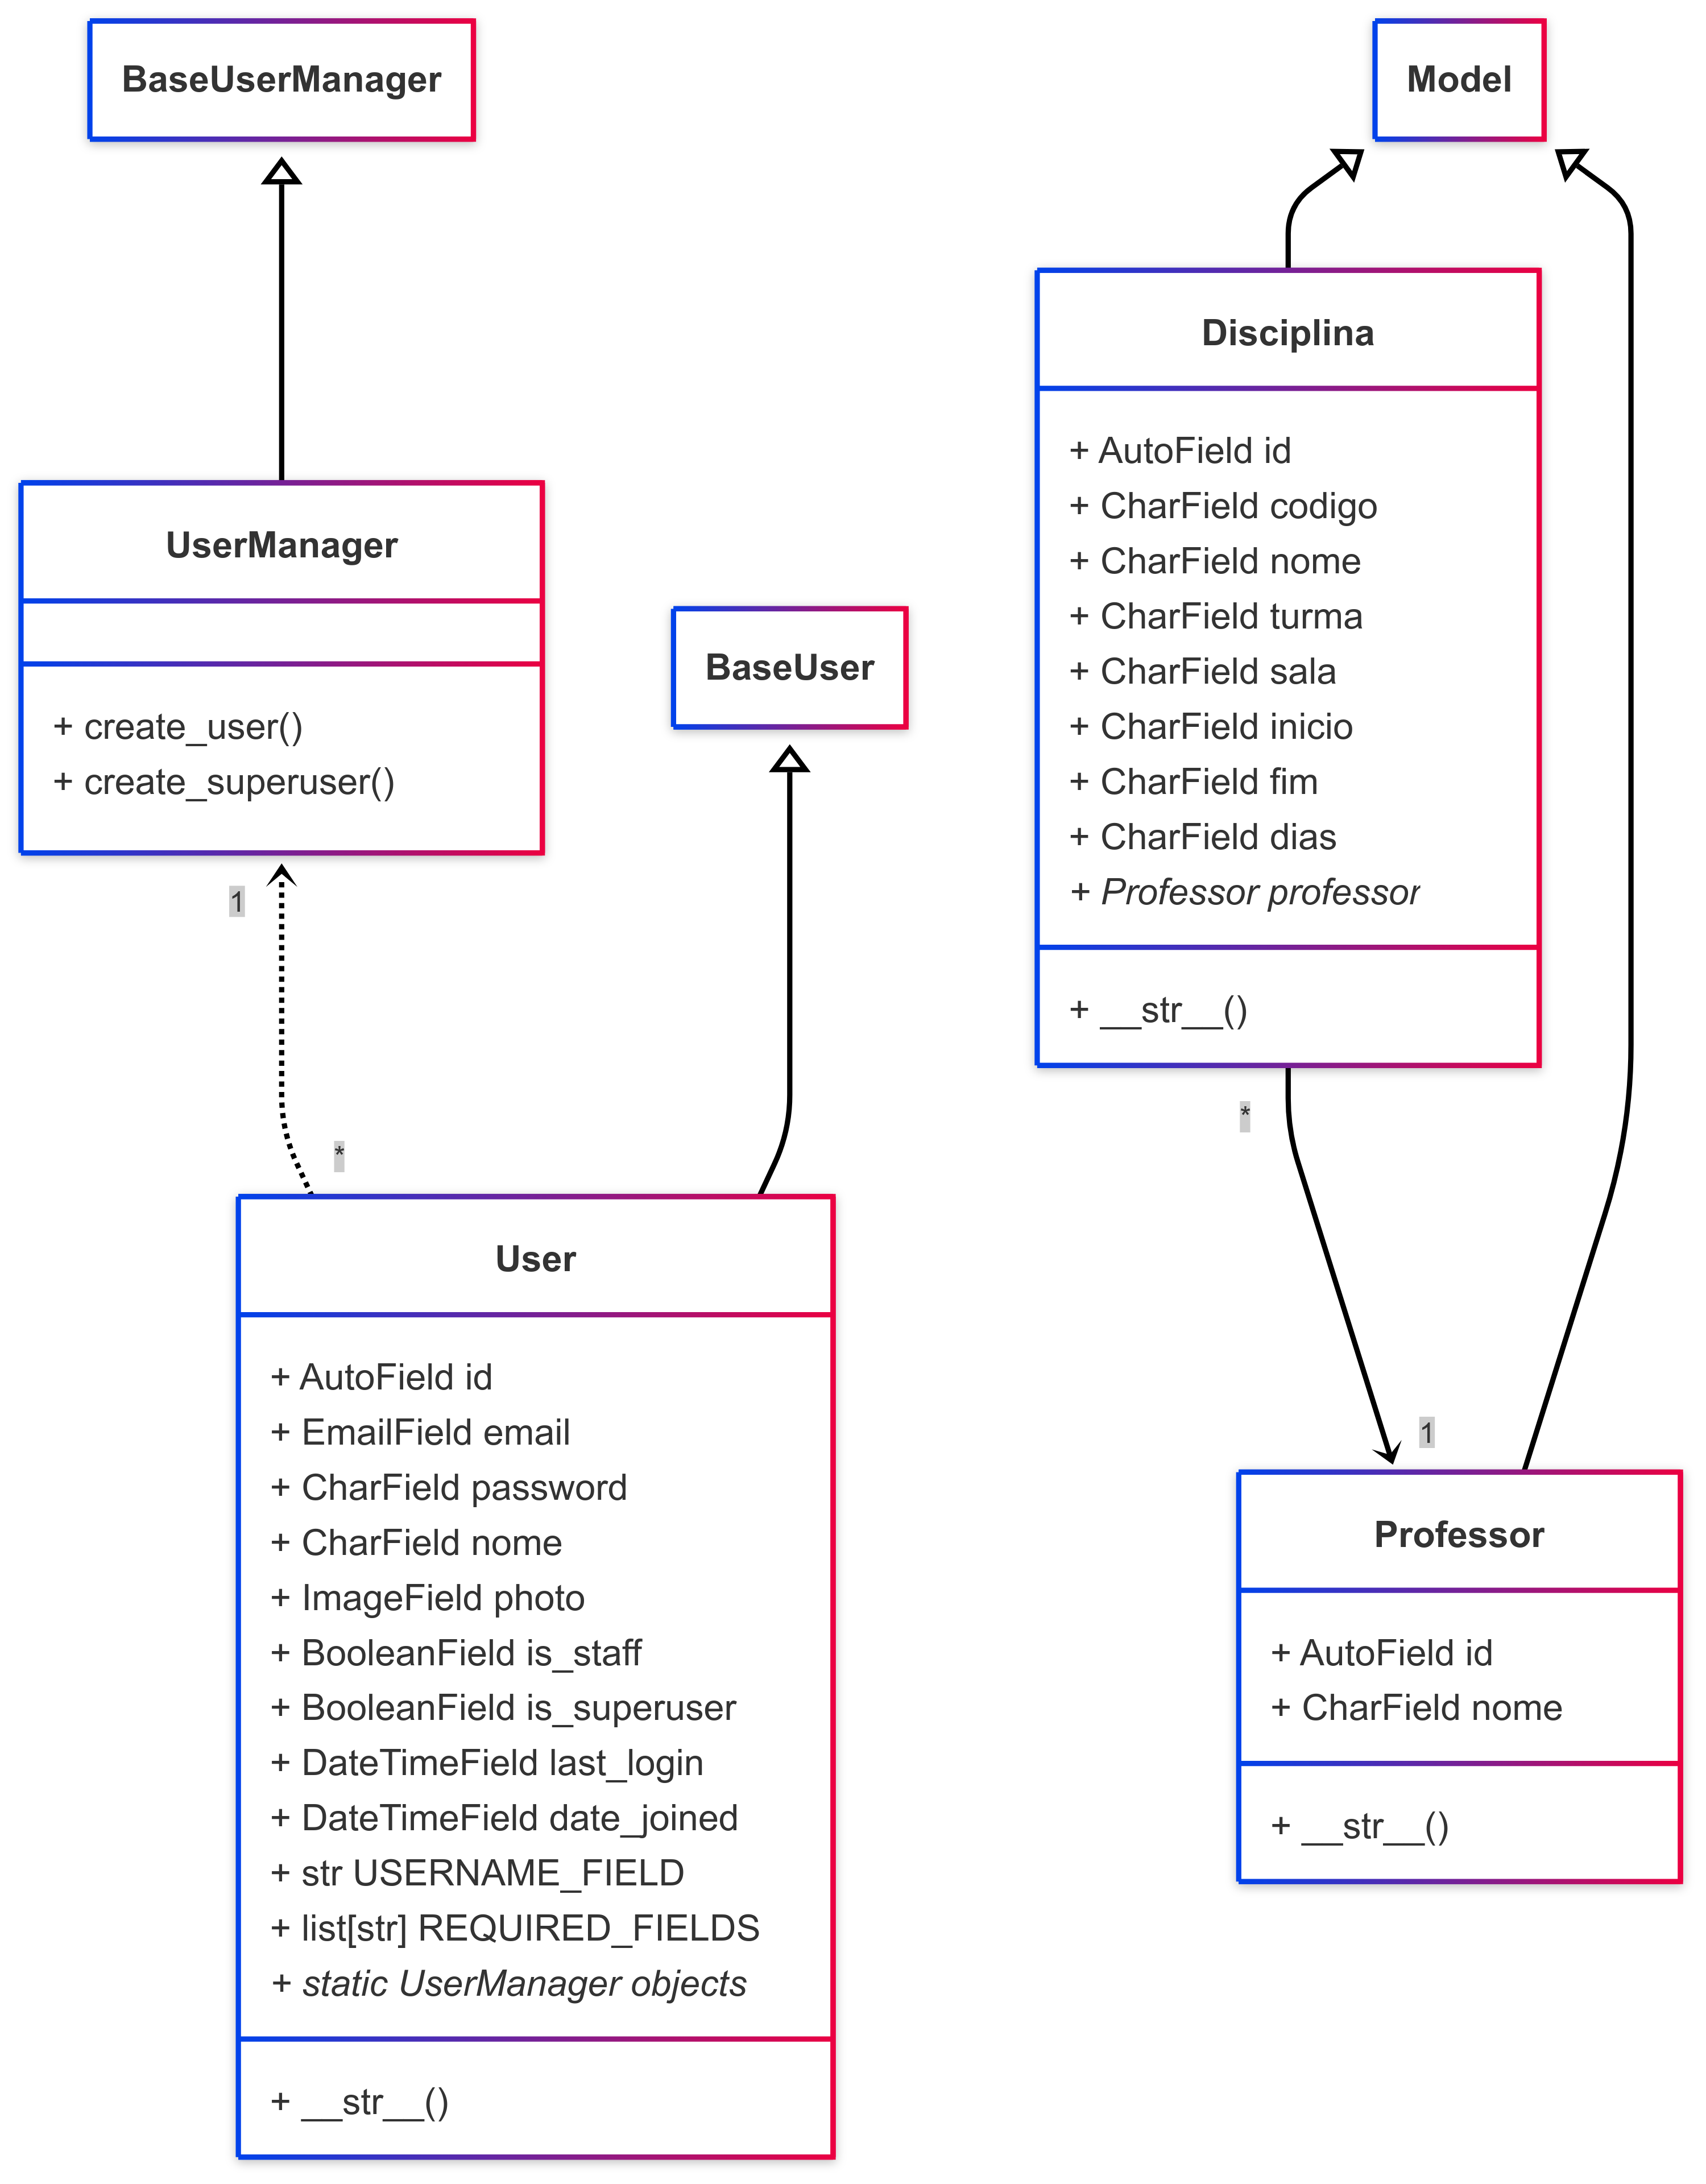 BaseUserManager
UserManager
+ create_user()
+ create_superuser()
1
*
BaseUser
User
+ AutoField id
+ EmailField email
+ CharField password
+ CharField nome
+ ImageField photo
+ BooleanField is_staff
+ BooleanField is_superuser
+ DateTimeField last_login
+ DateTimeField date_joined
+ str USERNAME_FIELD
+ list[str] REQUIRED_FIELDS
+ static UserManager objects
+ __str__()
Model
Disciplina
+ AutoField id
+ CharField codigo
+ CharField nome
+ CharField turma
+ CharField sala
+ CharField inicio
+ CharField fim
+ CharField dias
+ Professor professor
+ __str__()
*
1
Professor
+ AutoField id
+ CharField nome
+ __str__()